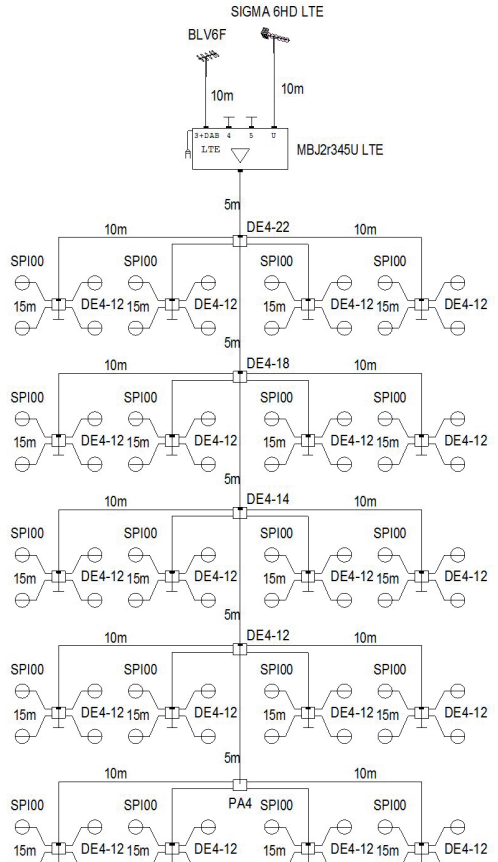 SIGMA 6HD LTE
BLV6F
10m
10m
3+DAB 4 5 U
LTE
MBJ2r345U LTE
5m
DE4-22
10m 10m
SPI00 SPI00 SPI00 SPI00
15m DE4-12 15m DE4-12 15m DE4-12 15m DE4-12
5m
DE4-18
10m 10m
SPI00 SPI00 SPI00 SPI00
15m DE4-12 15m DE4-12 15m DE4-12 15m DE4-12
5m
DE4-14
10m 10m
SPI00 SPI00 SPI00 SPI00
15m DE4-12 15m DE4-12 15m DE4-12 15m DE4-12
5m
DE4-12
10m 10m
SPI00 SPI00 SPI00 SPI00
15m DE4-12 15m DE4-12 15m DE4-12 15m DE4-12
5m
10m 10m
PA4
SPI00 SPI00 SPI00 SPI00
15m DE4-12 15m DE4-12 15m DE4-12 15m DE4-12